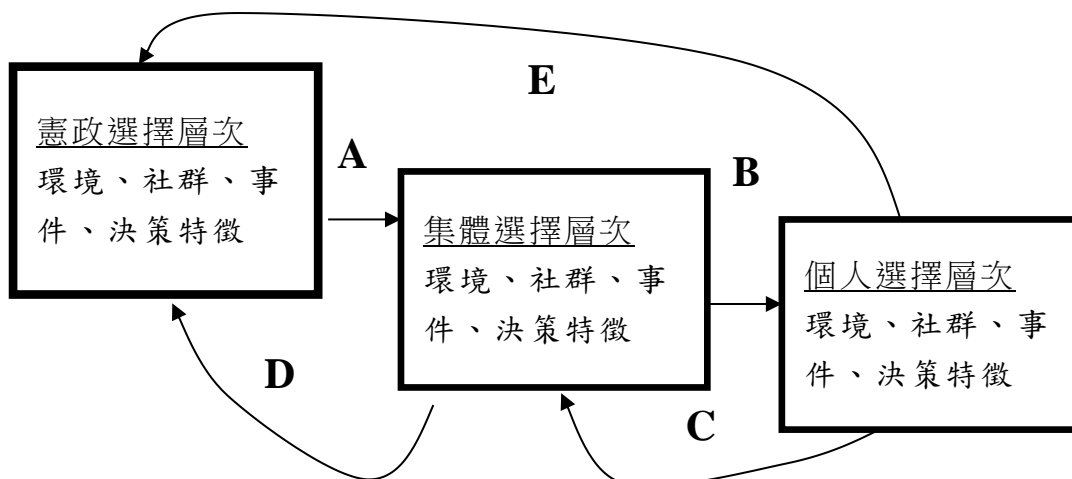 E
憲政選擇層次
環境、社群、事
件、決策特徵
A
B
集體選擇層次
環境、社群、事
件、決策特徵
個人選擇層次
環境、社群、事
件、決策特徵
D
C